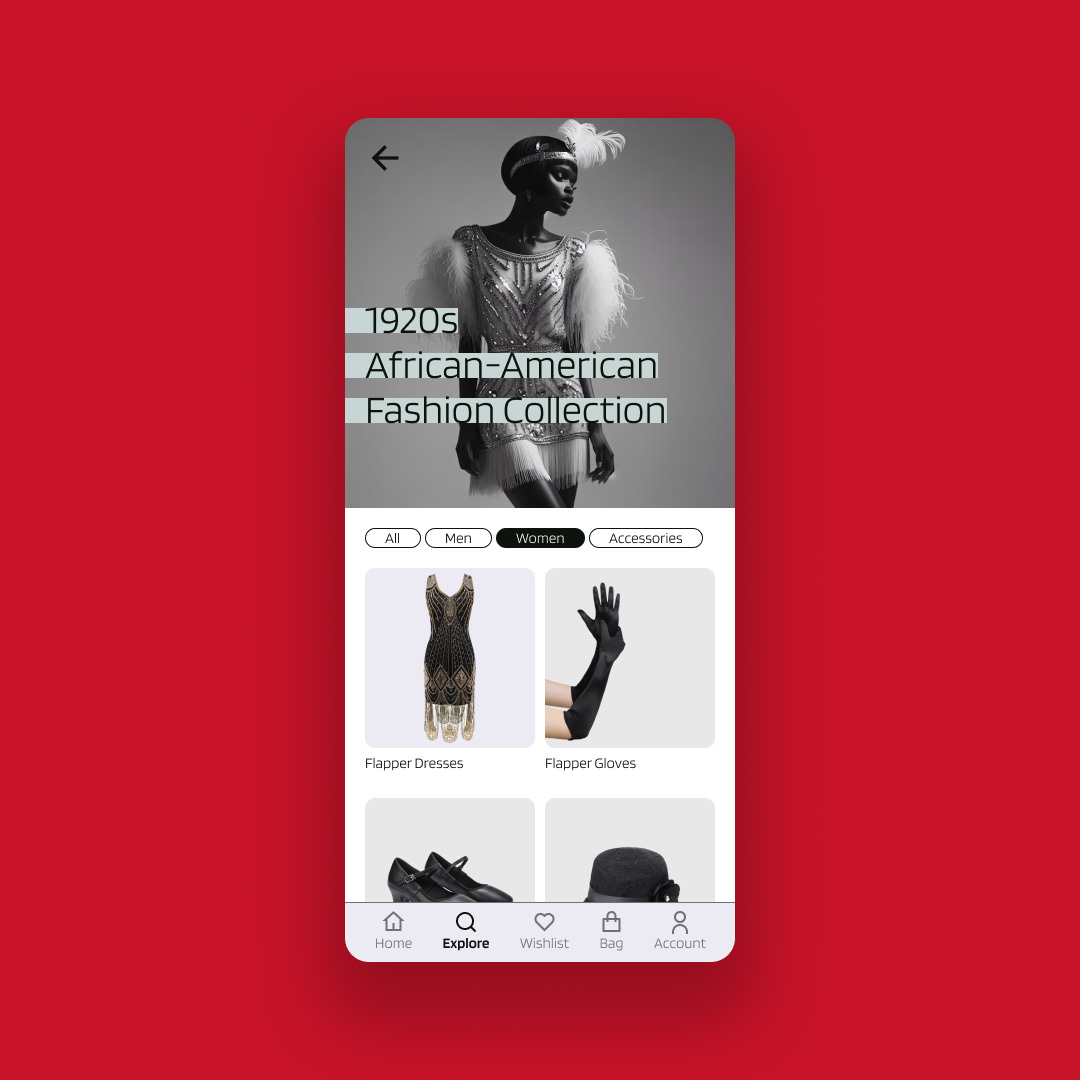 1920s
African-American
Fashion Collection
All Men Women Accessories
Flapper Dresses Flapper Gloves
Home Explore Wishlist Bag Account